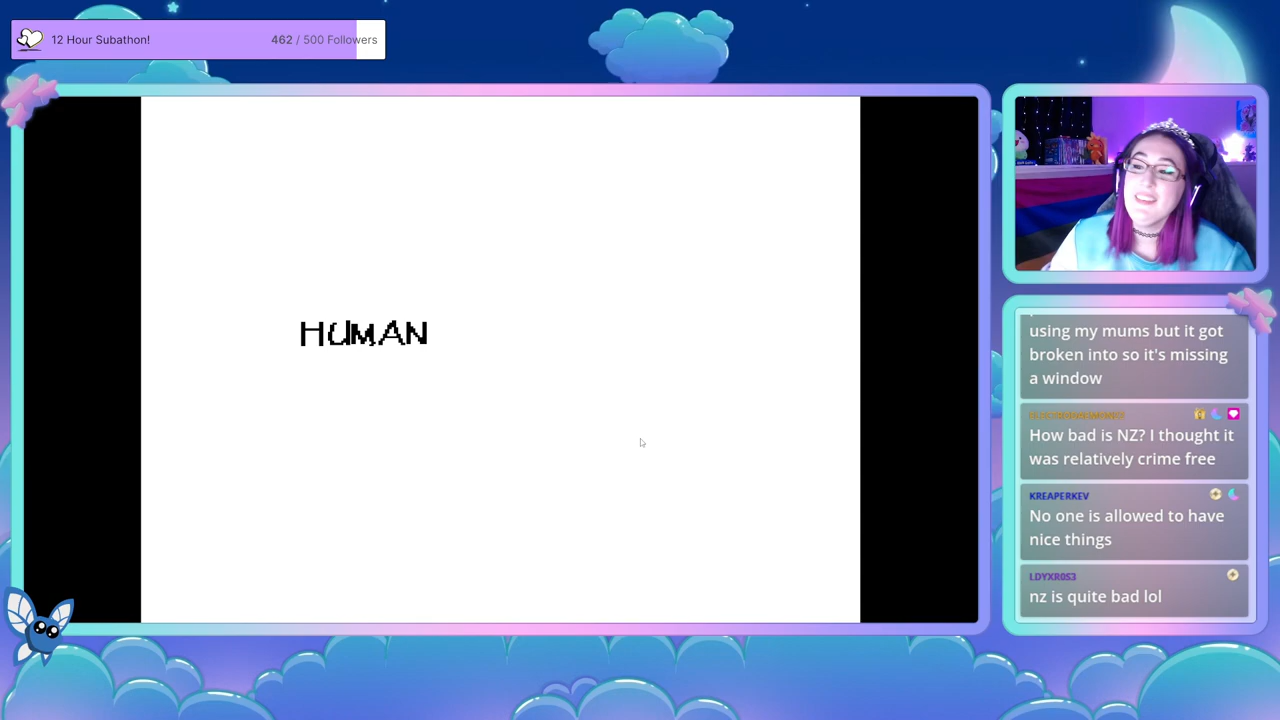 12 Hour Subathon!
462 / 500 Followers
HUMAN
using my mums but it got
broken into so it's missing
a window
How bad is NZ? I thought it
was relatively crime free
KREAPERKEV
No one is allowed to have
nice things
LDYXR0S3
nz is quite bad lol